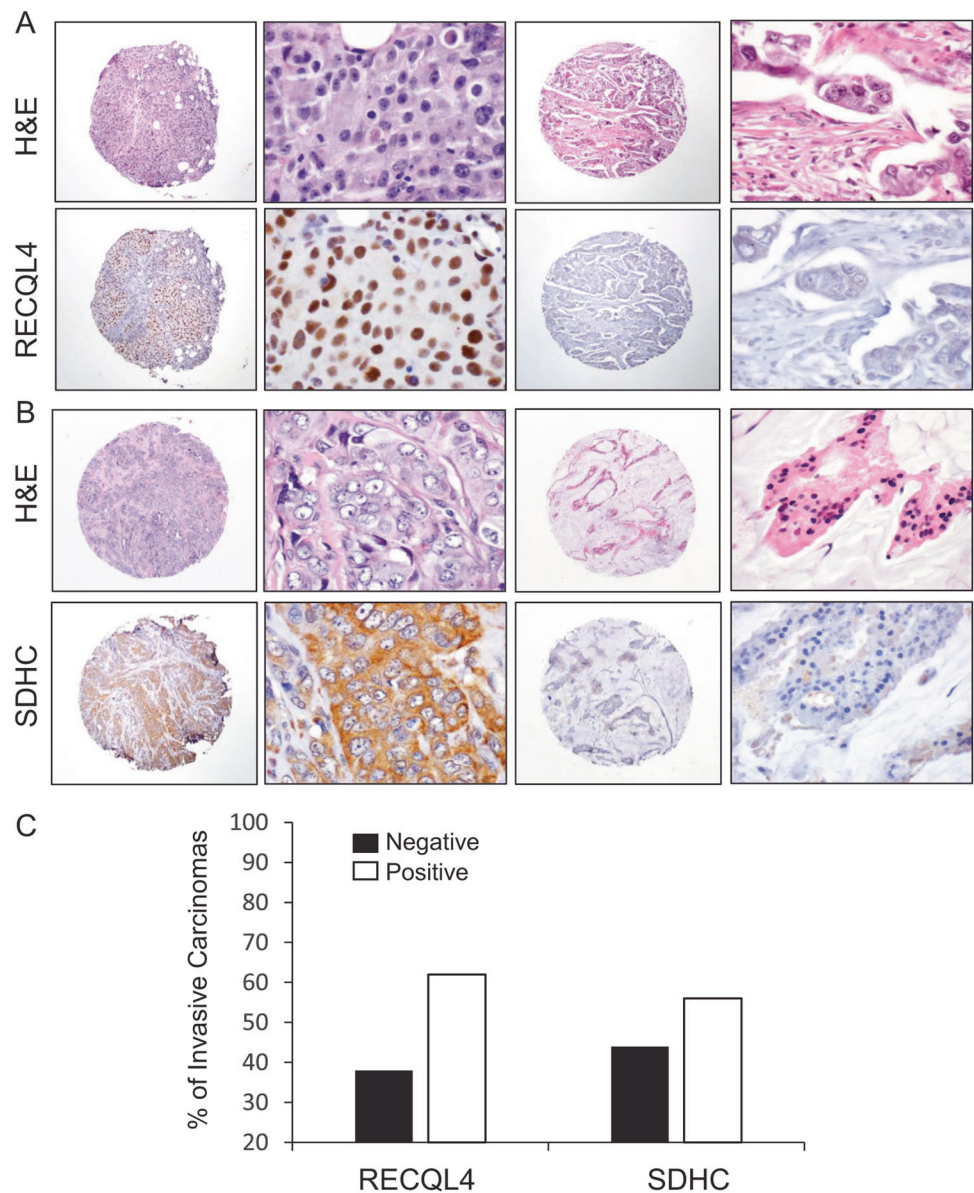 A
H&E
RECQL4
B
H&E
SDHC
C
% of Invasive Carcinomas
100
90
80
70
60
50
40
30
20
Negative
Positive
RECQL4
SDHC